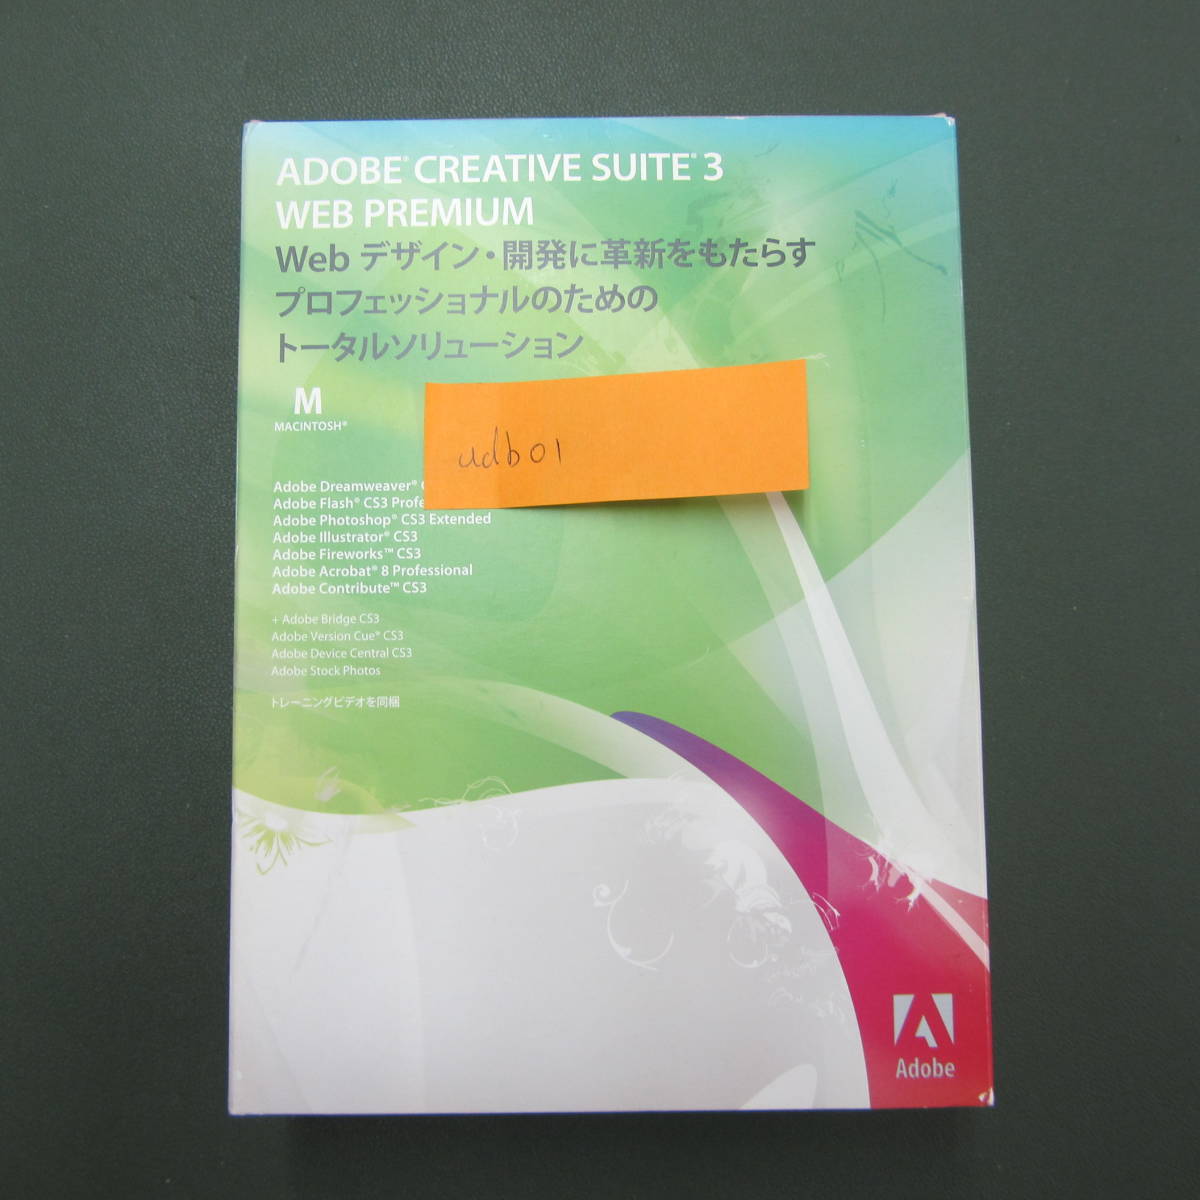 ADOBE® CREATIVE SUITE® 3
WEB PREMIUM
Web デザイン・開発に革新をもたらす
プロフェッショナルのための
トータルソリューション
M
MACINTOSH®
udb01
Adobe Dreamweaver®
Adobe Flash® CS3
Adobe Photoshop® CS3 Extended
Adobe Illustrator® CS3
Adobe Fireworks™ CS3
Adobe Acrobat® 8 Professional
Adobe Contribute™ CS3
+ Adobe Bridge CS3
Adobe Version Cue® CS3
Adobe Device Central CS3
Adobe Stock Photos
トレーニングビデオを同梱
Adobe